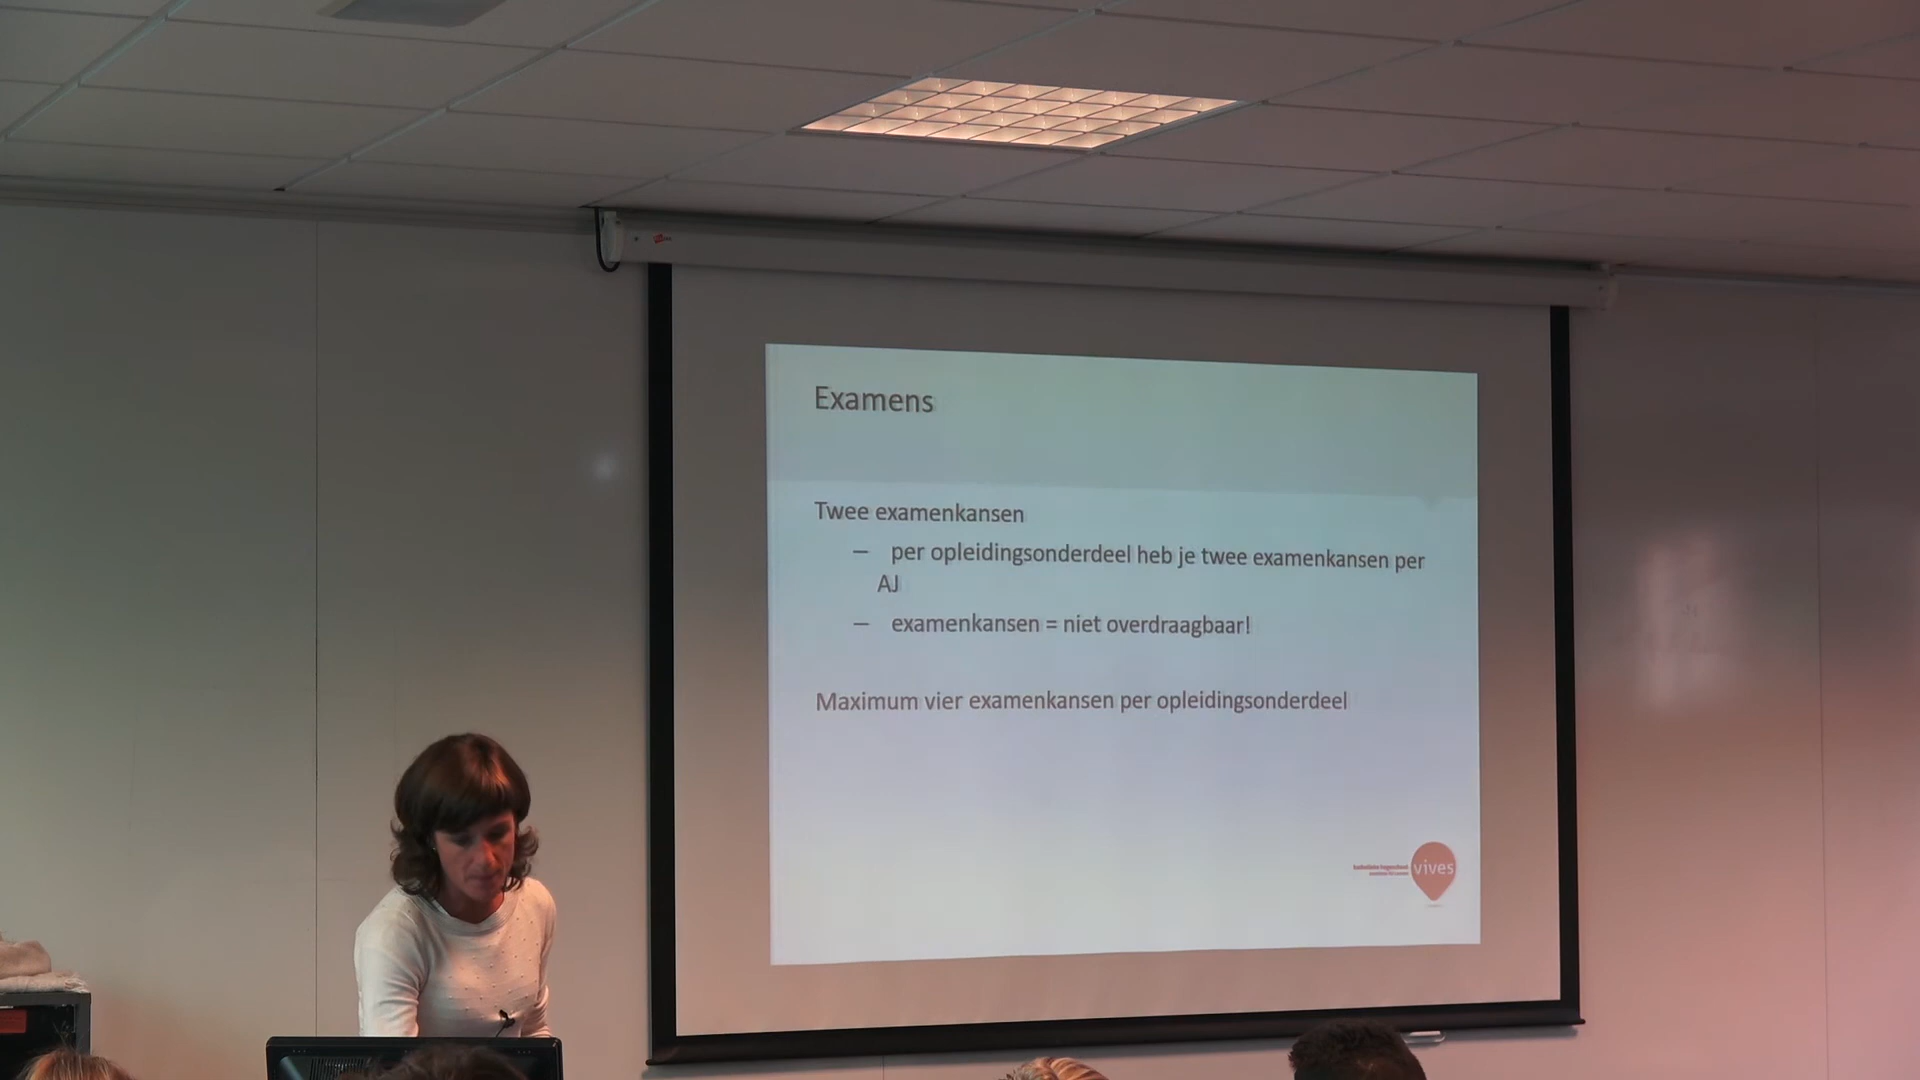 Examens
Twee examenkansen
– per opleidingsonderdeel heb je twee examenkansen per
AJ
– examenkansen = niet overdraagbaar!
Maximum vier examenkansen per opleidingsonderdeel
vives